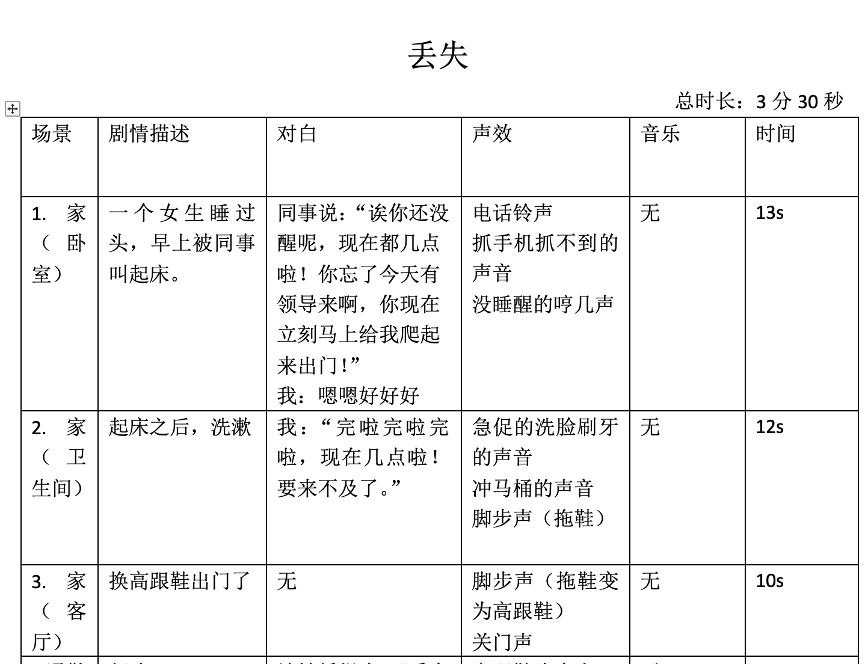 丢失
总时长：3 分 30 秒
场景
剧情描述
对白
声效
音乐
时间
1. 家
（ 卧
室）
一个女生睡过
头，早上被同事
叫起床。
同事说：“诶你还没
醒呢，现在都几点
啦！你忘了今天有
领导来啊，你现在
立刻马上给我爬起
来出门！”
我：嗯嗯好好好
电话铃声
抓手机抓不到的
声音
没睡醒的哼几声
无
13s
2. 家
（ 卫
生间）
起床之后，洗漱
我：“完啦完啦完
啦，现在几点啦！
要来不及了。”
急促的洗脸刷牙
的声音
冲马桶的声音
脚步声（拖鞋）
无
12s
3. 家
（ 客
厅）
换高跟鞋出门了
无
脚步声（拖鞋变
为高跟鞋）
关门声
无
10s